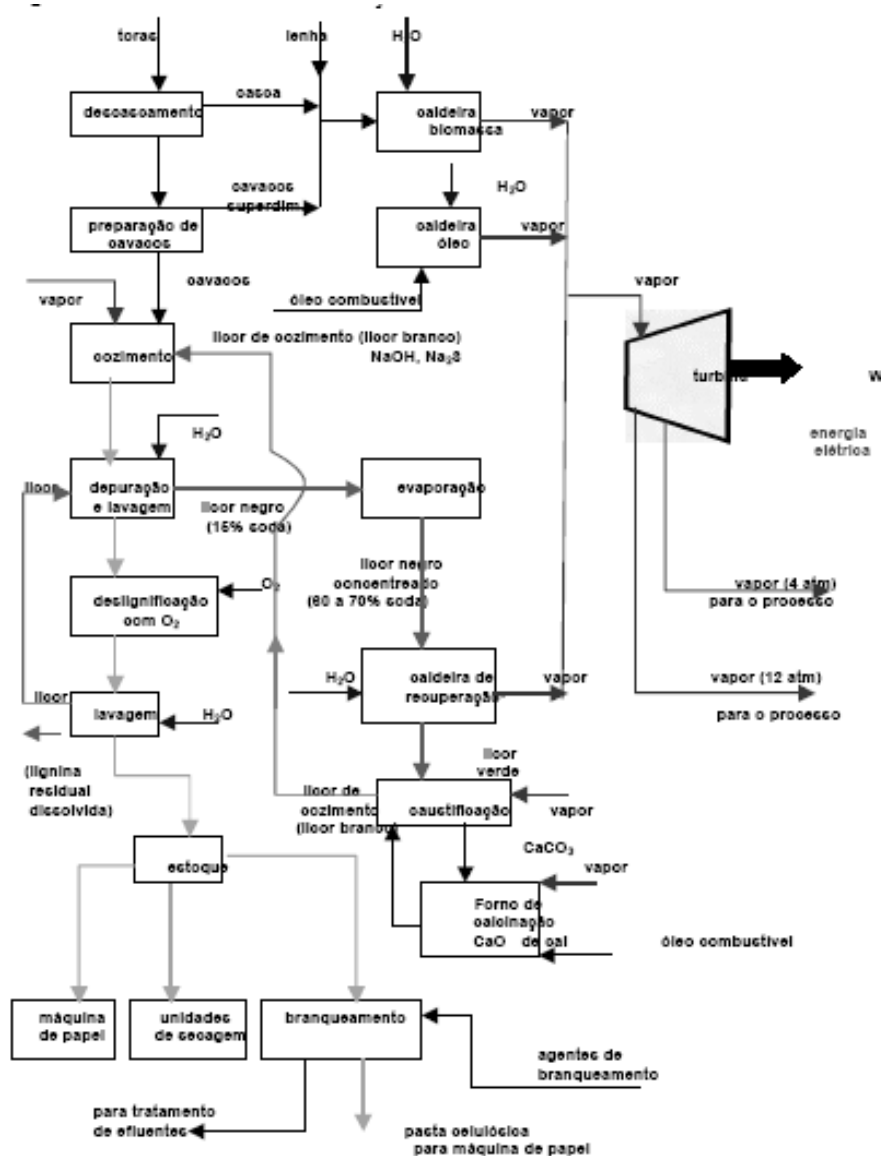 toras
lenha
H₂O
descascamento
casca
caldeira
biomassa
vapor
cavacos
superdim
H₂O
preparação de
cavacos
caldeira
óleo
vapor
cavacos
vapor
óleo combustível
vapor
licor de cozimento (licor branco)
NaOH, Na₂S
cozimento
turbina
W
H₂O
energia
elétrica
licor
depuração
e lavagem
licor negro
(15% soda)
evaporação
licor negro
concentreado
(60 a 70% soda)
O₂
deslignificação
com O₂
vapor (4 atm)
para o processo
licor
lavagem
H₂O
H₂O
caldeira de
recuperação
vapor
vapor (12 atm)
para o processo
(lignina
residual
dissolvida)
licor
verde
licor de
cozimento
(licor branco)
caustificação
vapor
CaCO₃
vapor
estoque
Forno de
calcinação
CaO de cal
óleo combustível
máquina
de papel
unidades
de secagem
branqueamento
agentes de
branqueamento
para tratamento
de efluentes
pasta celulósica
para máquina de papel